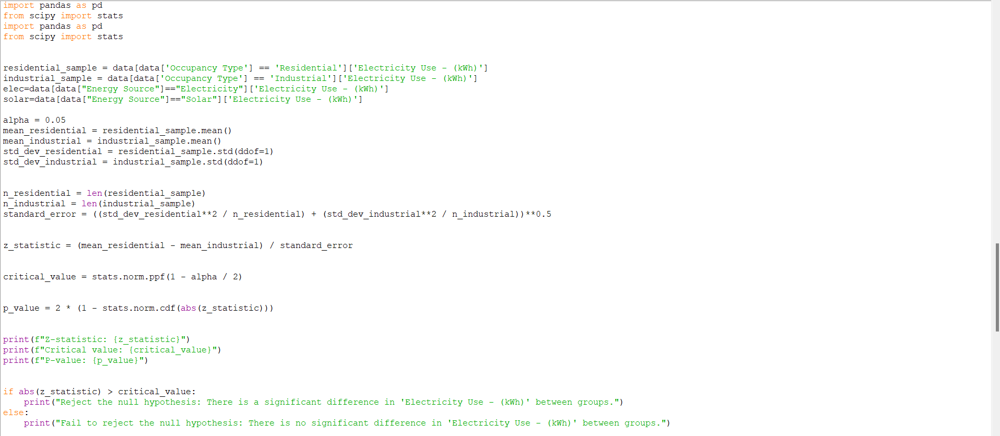 import pandas as pd
from scipy import stats
import pandas as pd
from scipy import stats
residential_sample = data[data['Occupancy Type'] == 'Residential']['Electricity Use - (kWh)']
industrial_sample = data[data['Occupancy Type'] == 'Industrial']['Electricity Use - (kWh)']
elec=data[data["Energy Source"]=="Electricity"]['Electricity Use - (kWh)']
solar=data[data["Energy Source"]=="Solar"]['Electricity Use - (kWh)']
alpha = 0.05
mean_residential = residential_sample.mean()
mean_industrial = industrial_sample.mean()
std_dev_residential = residential_sample.std(ddof=1)
std_dev_industrial = industrial_sample.std(ddof=1)
n_residential = len(residential_sample)
n_industrial = len(industrial_sample)
standard_error = ((std_dev_residential**2 / n_residential) + (std_dev_industrial**2 / n_industrial))**0.5
z_statistic = (mean_residential - mean_industrial) / standard_error
critical_value = stats.norm.ppf(1 - alpha / 2)
p_value = 2 * (1 - stats.norm.cdf(abs(z_statistic)))
print(f"Z-statistic: {z_statistic}")
print(f"Critical value: {critical_value}")
print(f"P-value: {p_value}")
if abs(z_statistic) > critical_value:
    print("Reject the null hypothesis: There is a significant difference in 'Electricity Use - (kWh)' between groups.")
else:
    print("Fail to reject the null hypothesis: There is no significant difference in 'Electricity Use - (kWh)' between groups.")